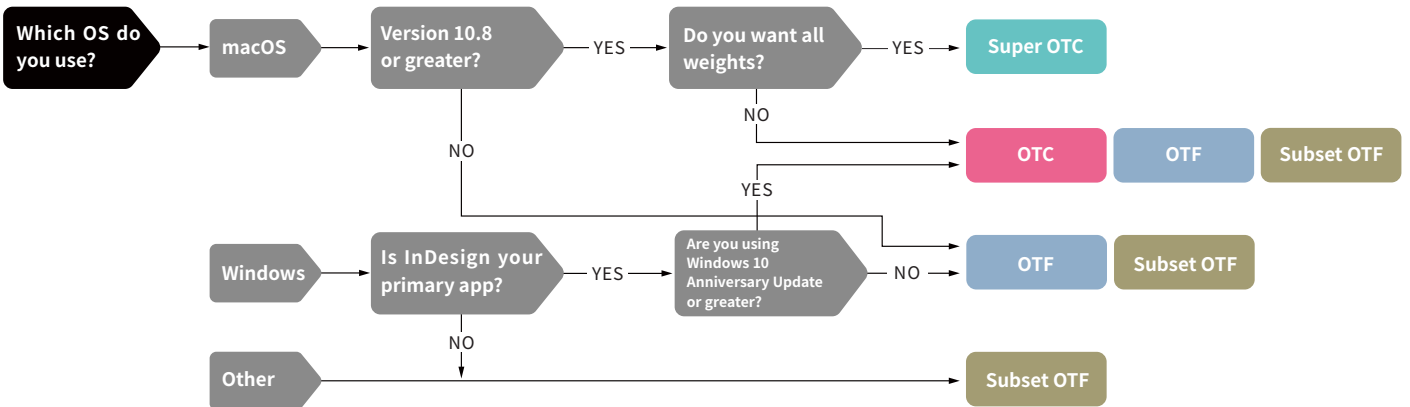 Which OS do
you use?
macOS
Version 10.8
or greater?
YES
Do you want all
weights?
YES
Super OTC
NO
OTC
OTF
Subset OTF
NO
YES
Windows
Is InDesign your
primary app?
YES
Are you using
Windows 10
Anniversary Update
or greater?
NO
OTF
Subset OTF
NO
Other
Subset OTF